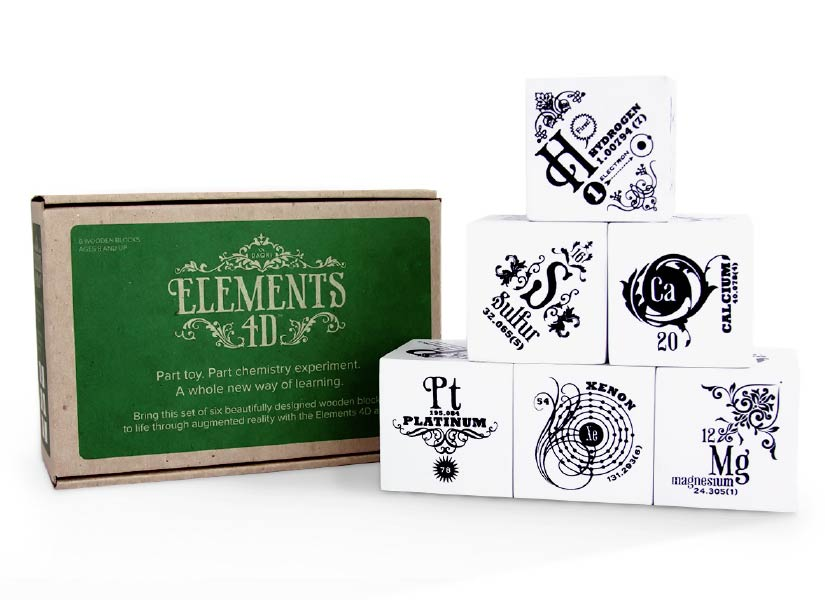 6 WOODEN BLOCKS
AGES 8 AND UP
DAQRI
ELEMENTS
4D™
Part toy. Part chemistry experiment.
A whole new way of learning.
Bring this set of six beautifully designed wooden block
to life through augmented reality with the Elements 4D a
H
First!
HYDROGEN
1.00794 (7)
ELECTRON
1
16
S
Sulfur
32.065(5)
Ca
20
CALCIUM
40.078(4)
Pt
195.084
PLATINUM
78
54
XENON
Xe
131.293(6)
12
Mg
magnesium
24.305(1)